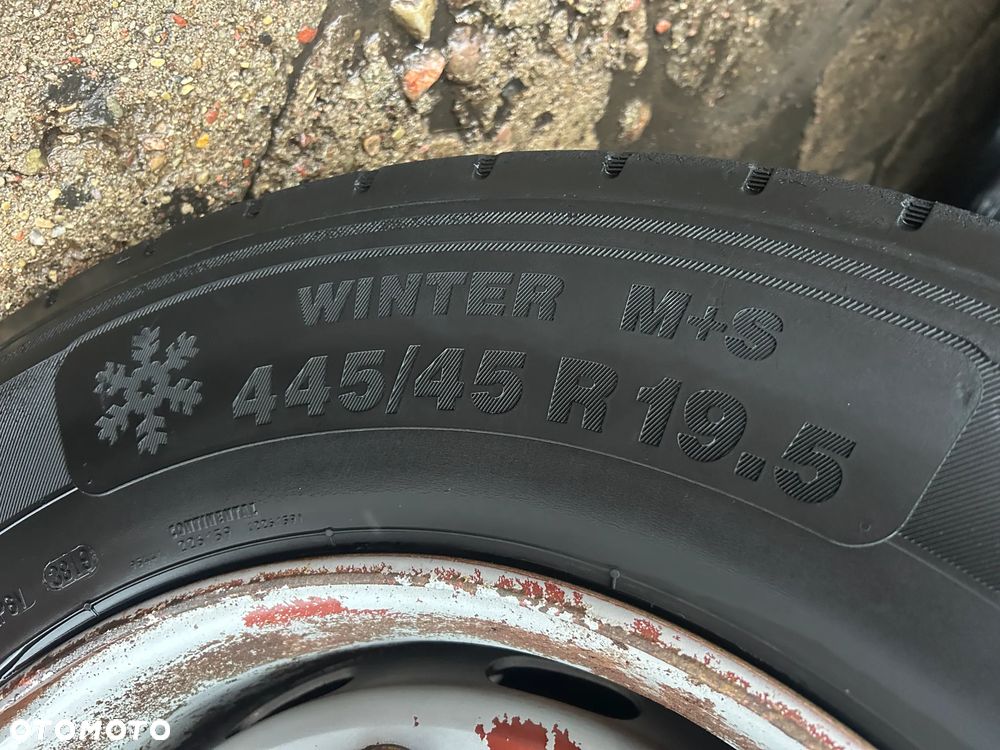 WINTER M+S
445/45 R 19.5
CONTINENTAL
OTOMOTO